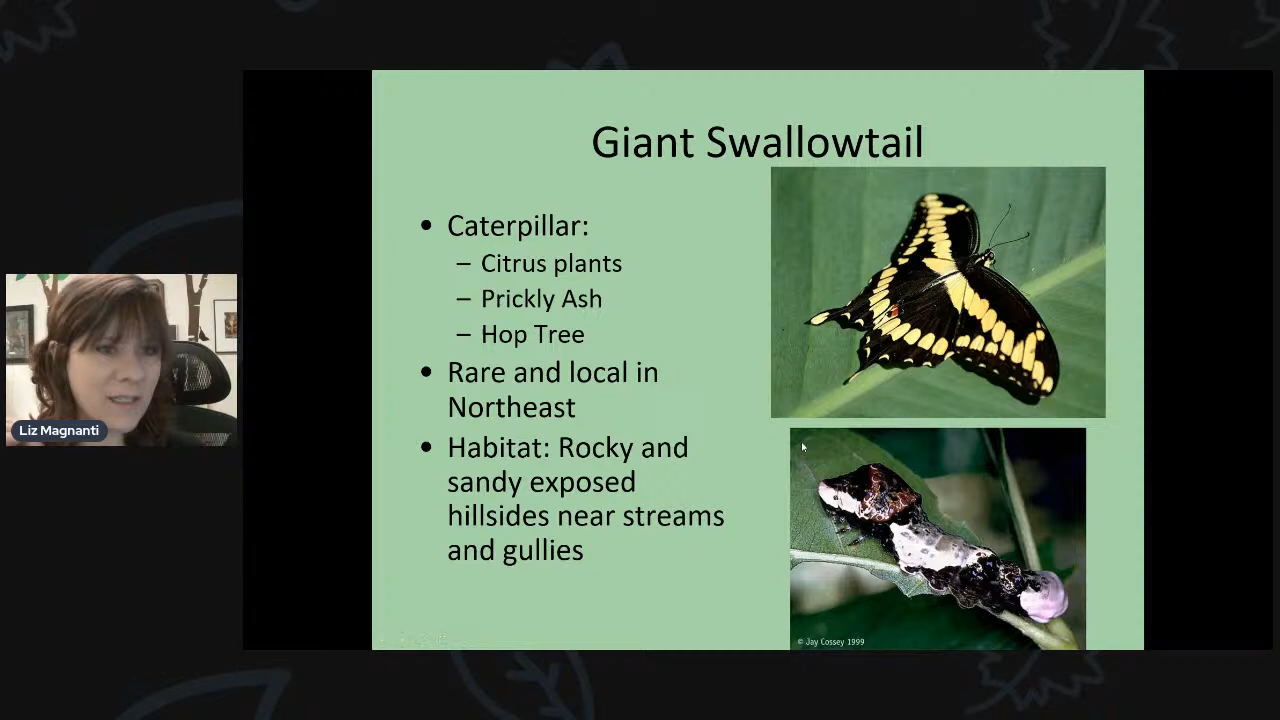 Giant Swallowtail
• Caterpillar:
– Citrus plants
– Prickly Ash
– Hop Tree
• Rare and local in
Northeast
• Habitat: Rocky and
sandy exposed
hillsides near streams
and gullies
© Jay Cossey 1999
Liz Magnanti